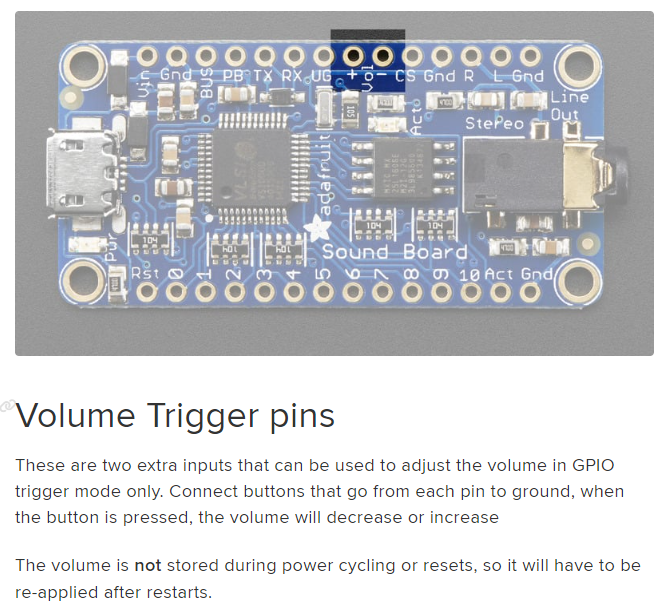 Vin Gnd BUS PB TX RX UG + Vol - CS Gnd R L Gnd
Line
Out
Act
Stereo
adafruit
104 104
pwr
104 401
Sound Board
Rst 0 1 2 3 4 5 6 7 8 9 10 Act Gnd
Volume Trigger pins
These are two extra inputs that can be used to adjust the volume in GPIO
trigger mode only. Connect buttons that go from each pin to ground, when
the button is pressed, the volume will decrease or increase
The volume is not stored during power cycling or resets, so it will have to be
re-applied after restarts.